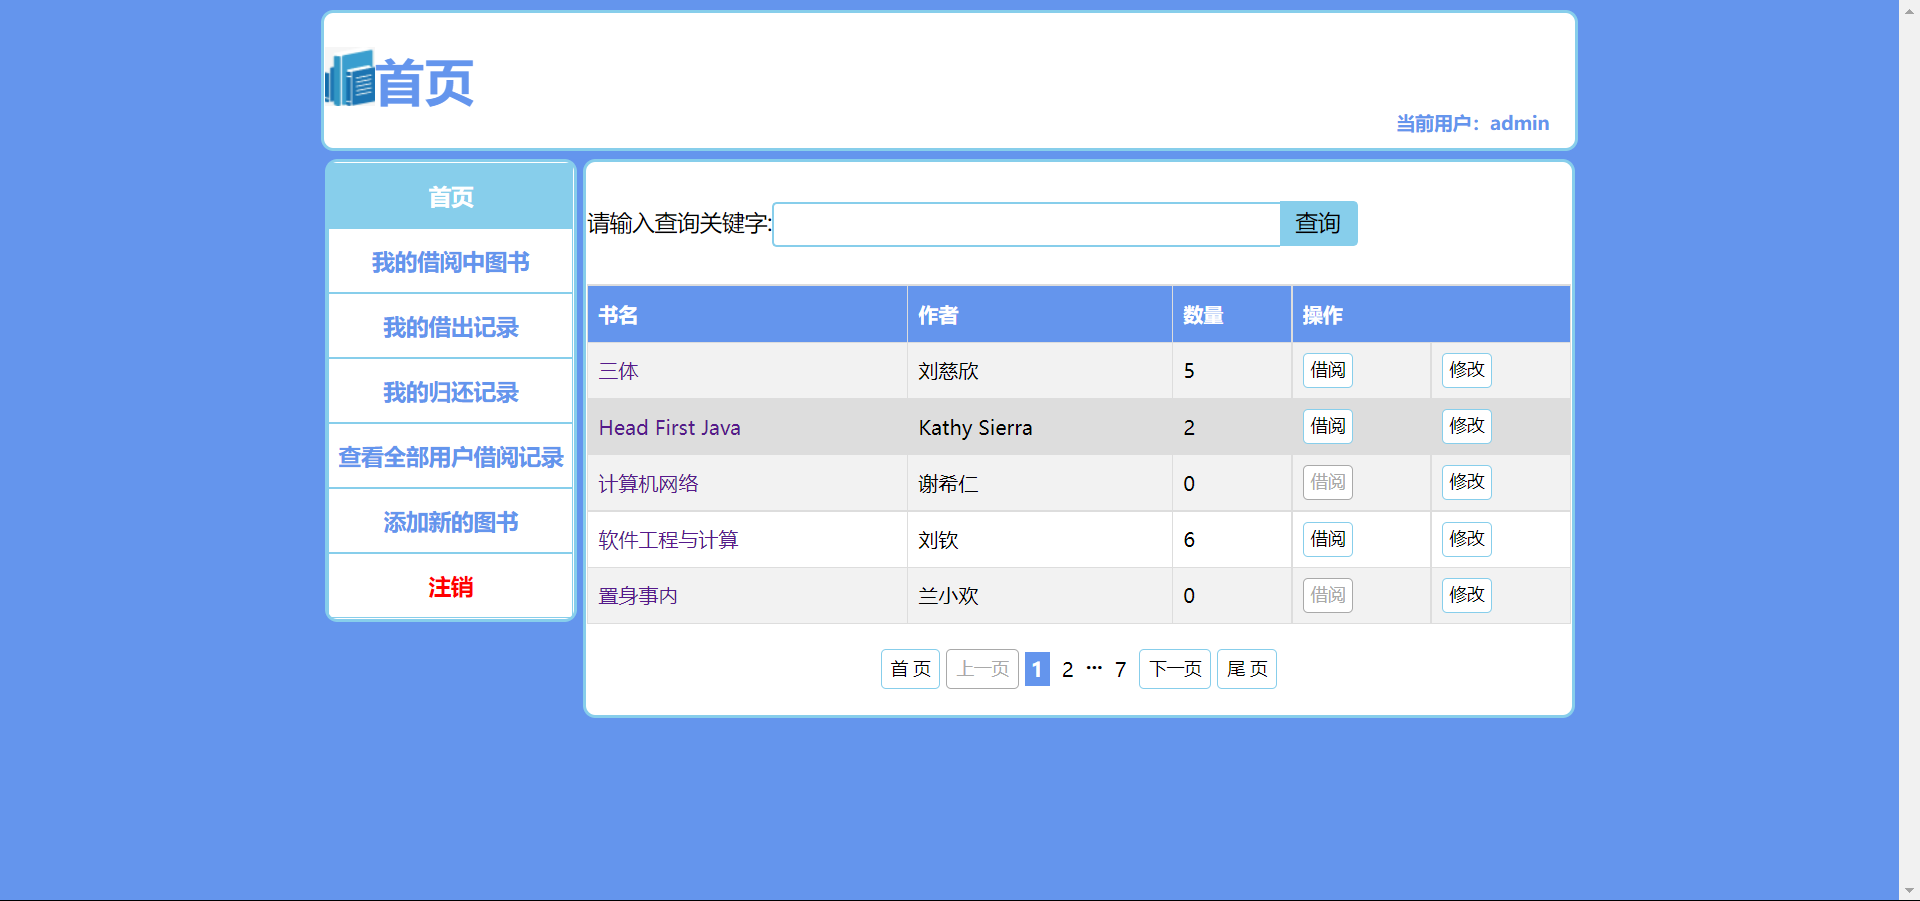 首页
当前用户：admin
首页
我的借阅中图书
我的借出记录
我的归还记录
查看全部用户借阅记录
添加新的图书
注销
请输入查询关键字: 查询
书名 作者 数量 操作
三体 刘慈欣 5 借阅 修改
Head First Java Kathy Sierra 2 借阅 修改
计算机网络 谢希仁 0 借阅 修改
软件工程与计算 刘钦 6 借阅 修改
置身事内 兰小欢 0 借阅 修改
首 页 上一页 1 2 ··· 7 下一页 尾 页